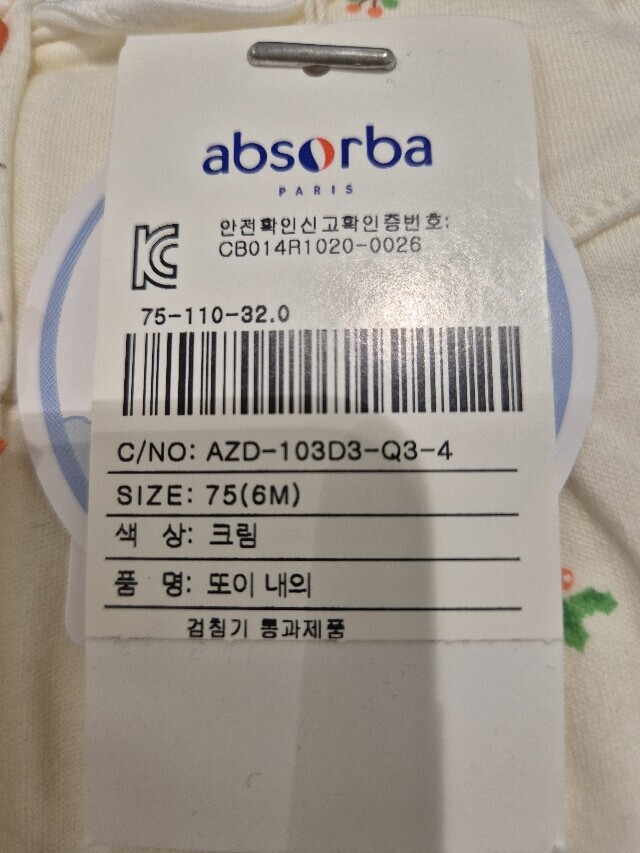 absorba
PARIS
안전확인신고확인증번호:
CB014R1020-0026
75-110-32.0
C/NO: AZD-103D3-Q3-4
SIZE: 75(6M)
색 상: 크림
품 명: 또이 내의
검침기 통과제품